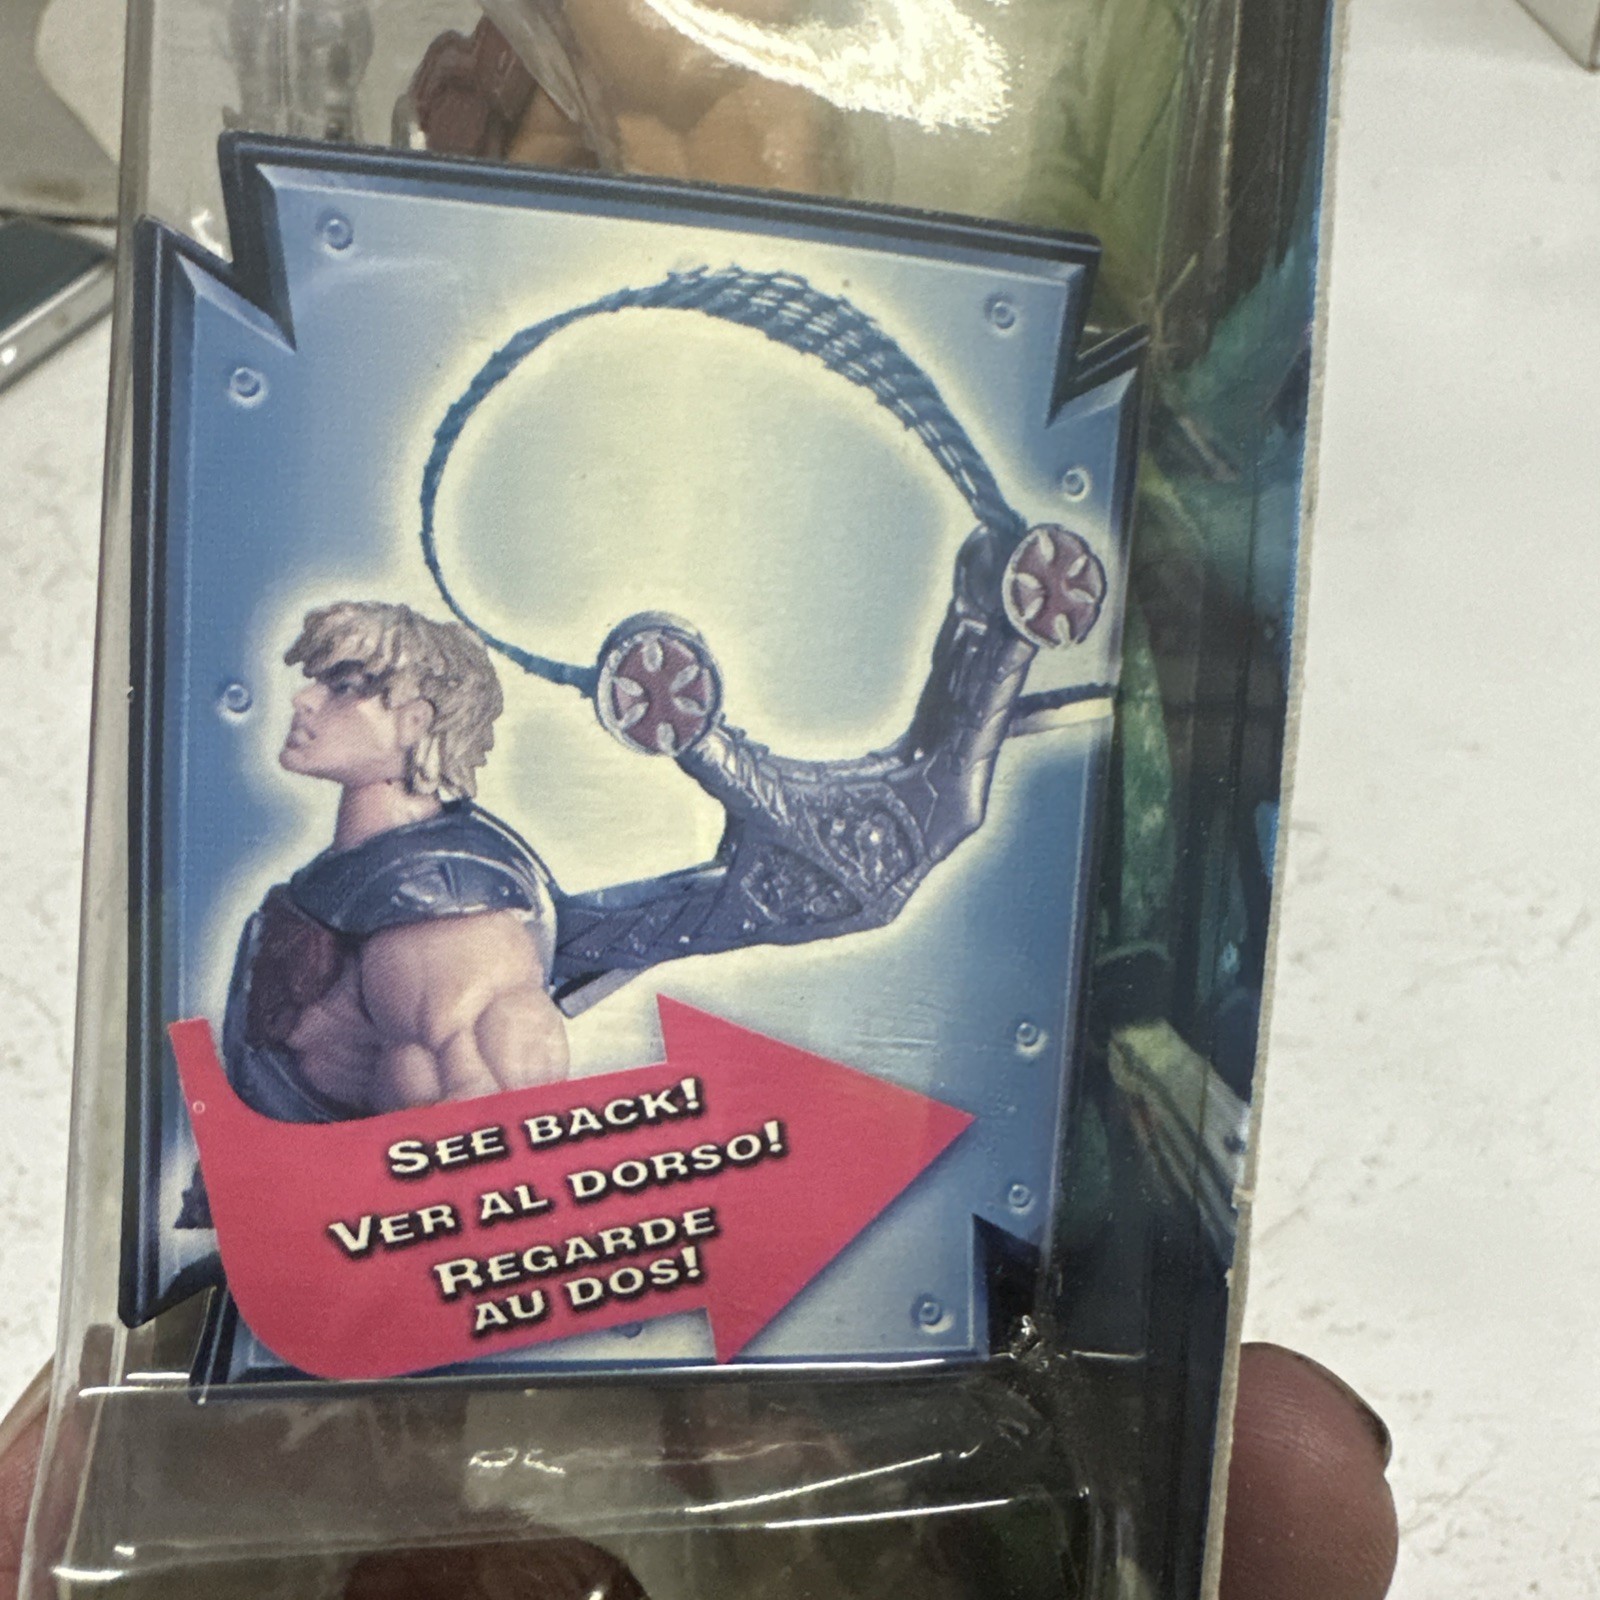 SEE BACK!
VER AL DORSO!
REGARDE
AU DOS!